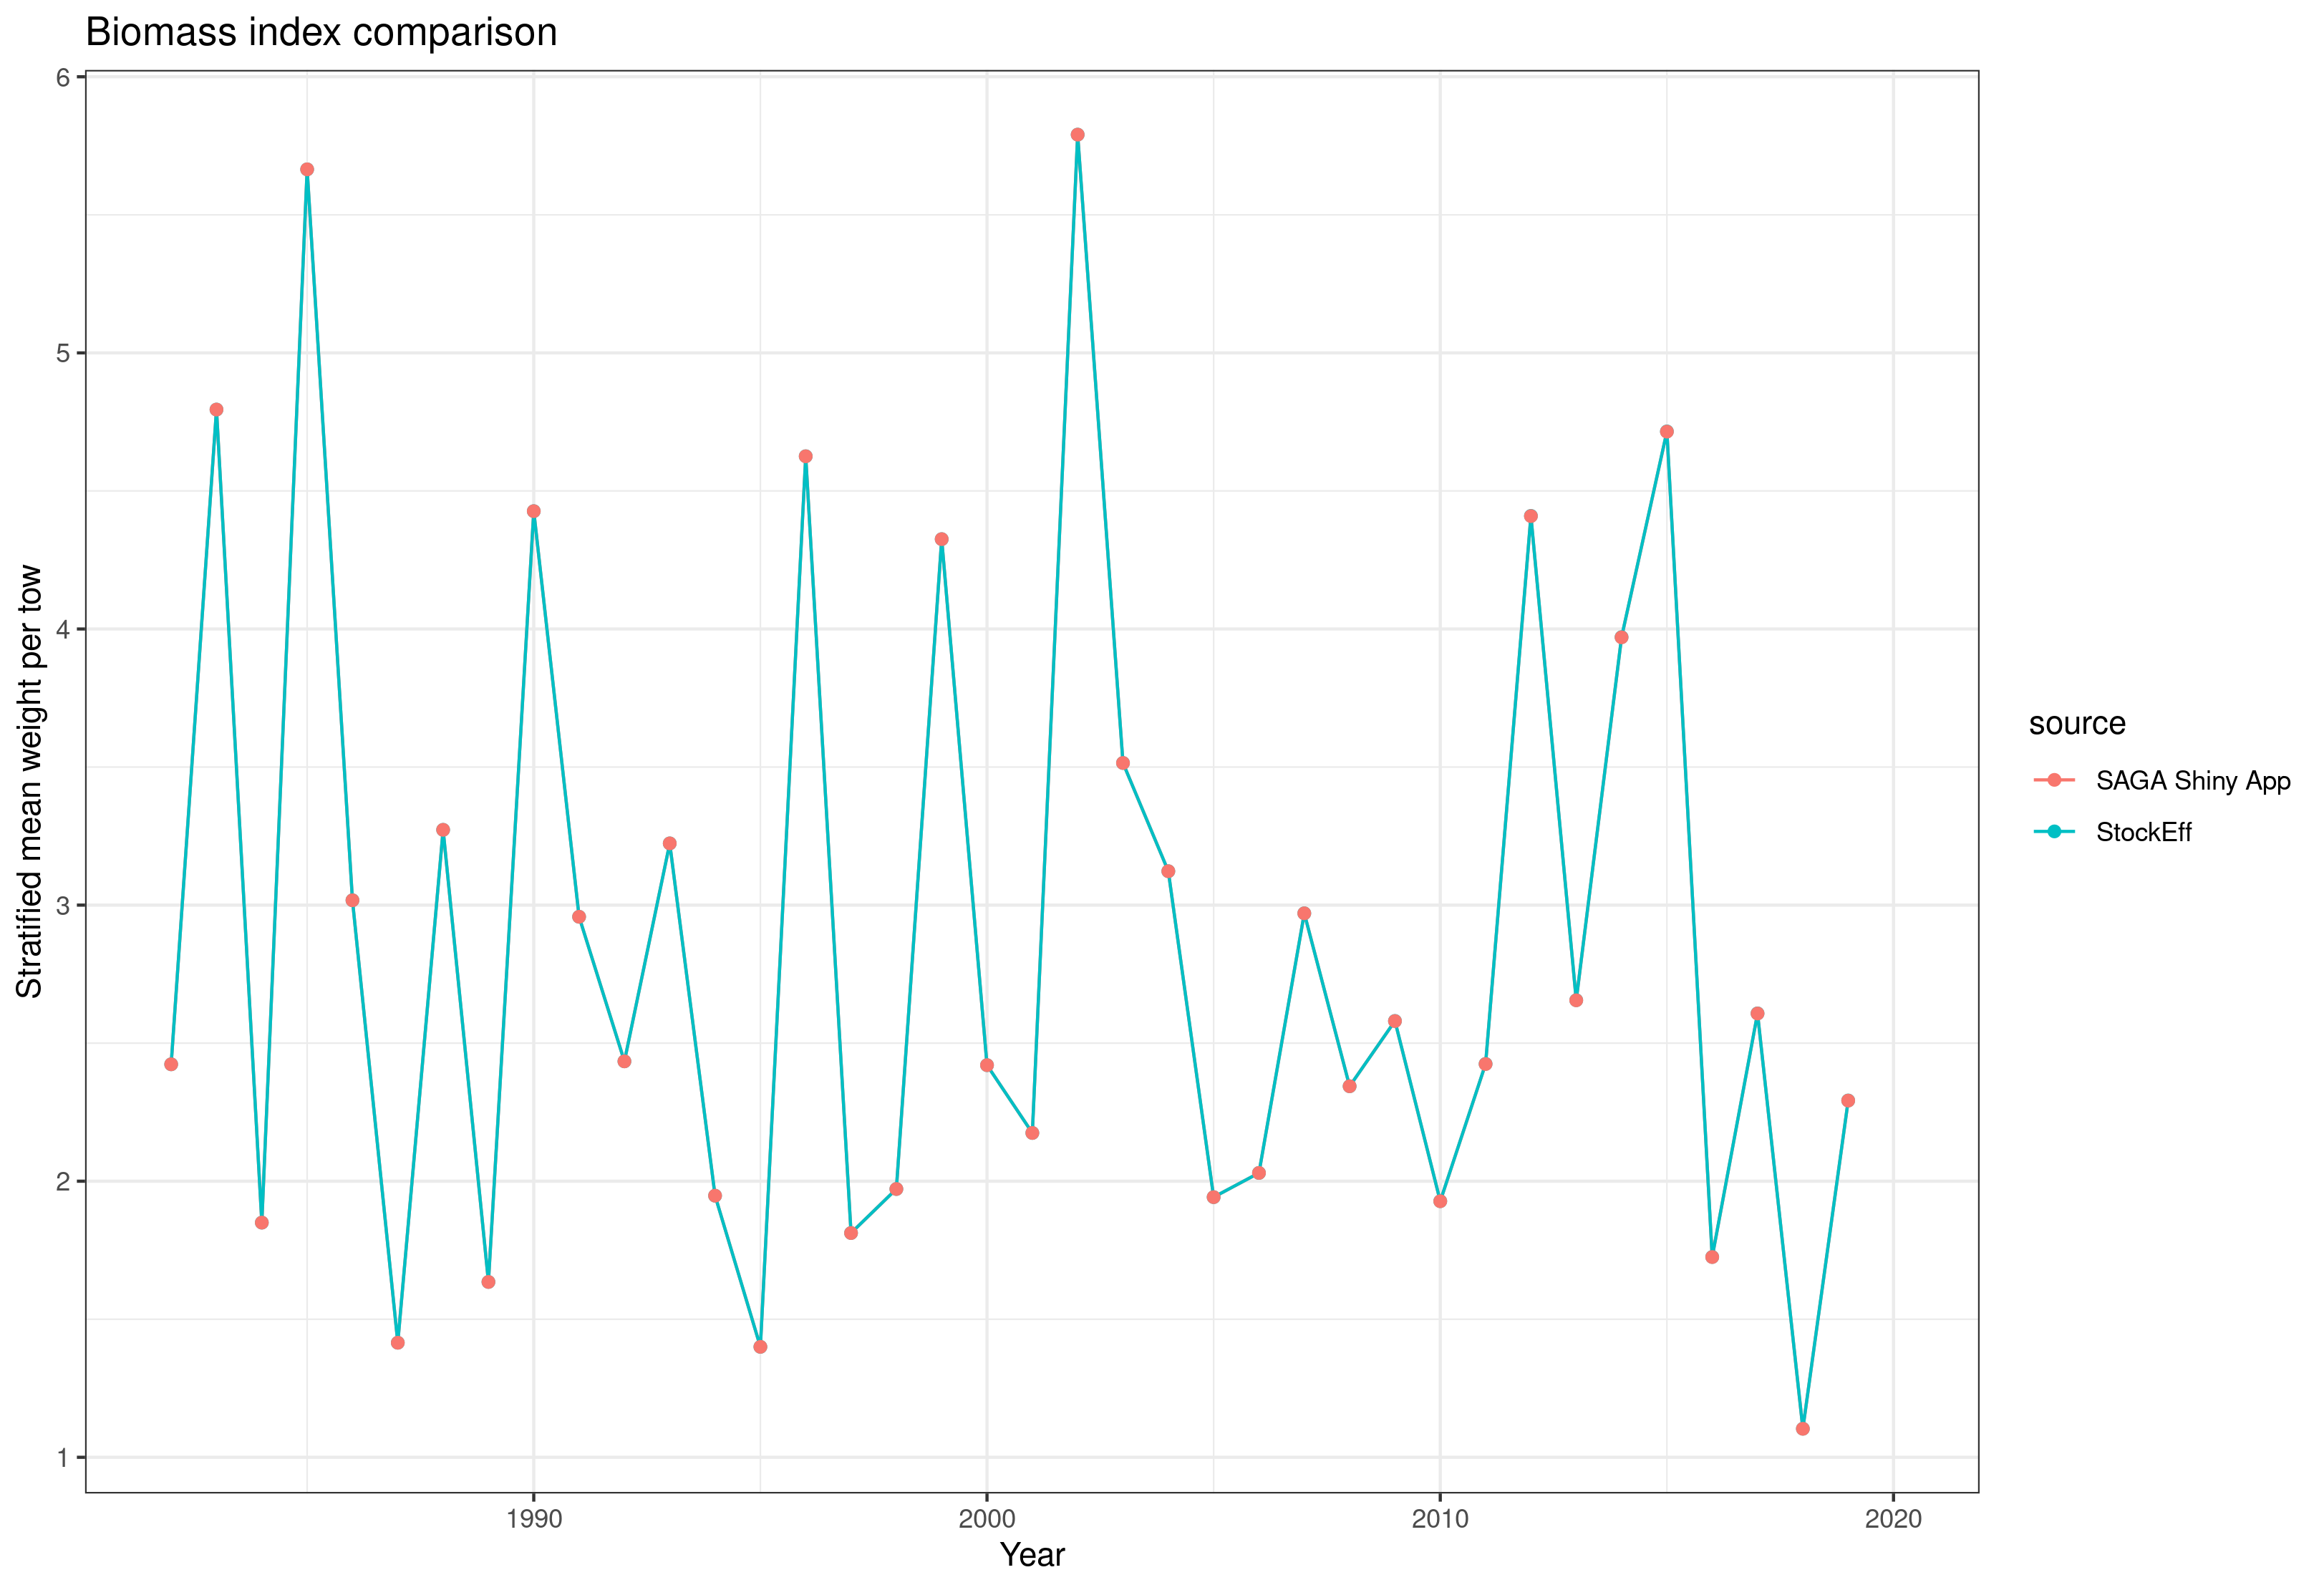 Biomass index comparison
Stratified mean weight per tow
6
5
4
3
2
1
1990
2000
2010
2020
Year
source
SAGA Shiny App
StockEff